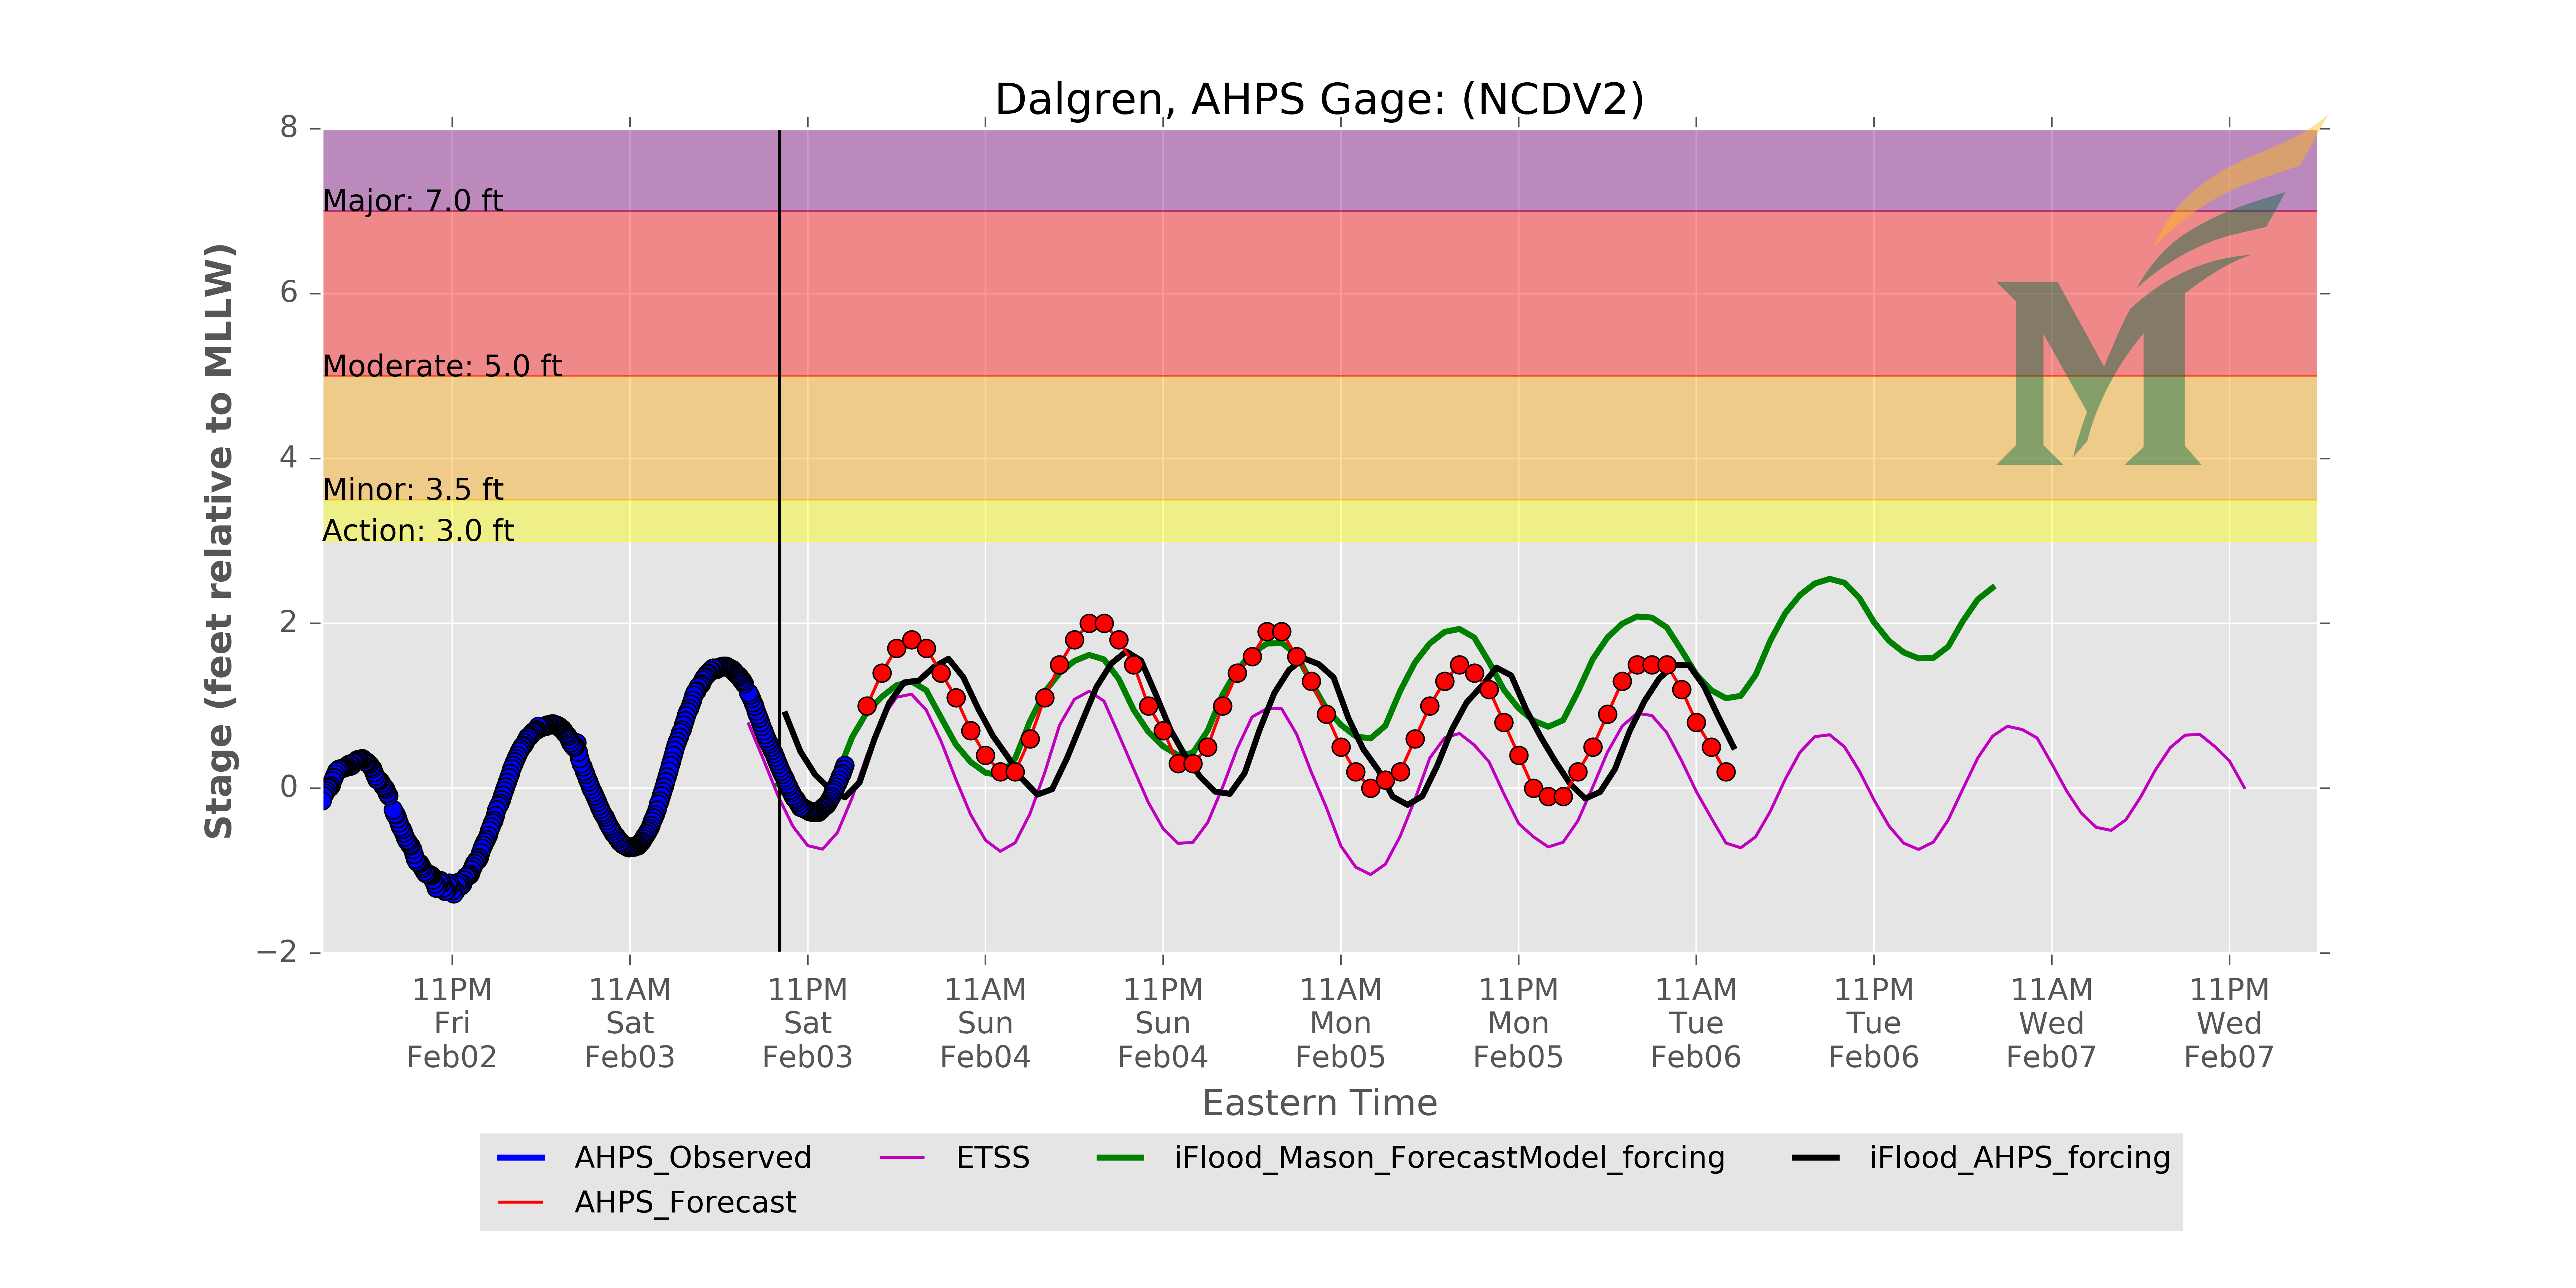 Dalgren, AHPS Gage: (NCDV2)
Stage (feet relative to MLLW)
8
6
4
2
0
−2
Major: 7.0 ft
Moderate: 5.0 ft
Minor: 3.5 ft
Action: 3.0 ft
11PM 11AM 11PM 11AM 11PM 11AM 11PM 11AM 11PM 11AM 11PM
Fri Sat Sat Sun Sun Mon Mon Tue Tue Wed Wed
Feb02 Feb03 Feb03 Feb04 Feb04 Feb05 Feb05 Feb06 Feb06 Feb07 Feb07
Eastern Time
AHPS_Observed ETSS iFlood_Mason_ForecastModel_forcing iFlood_AHPS_forcing
AHPS_Forecast
M